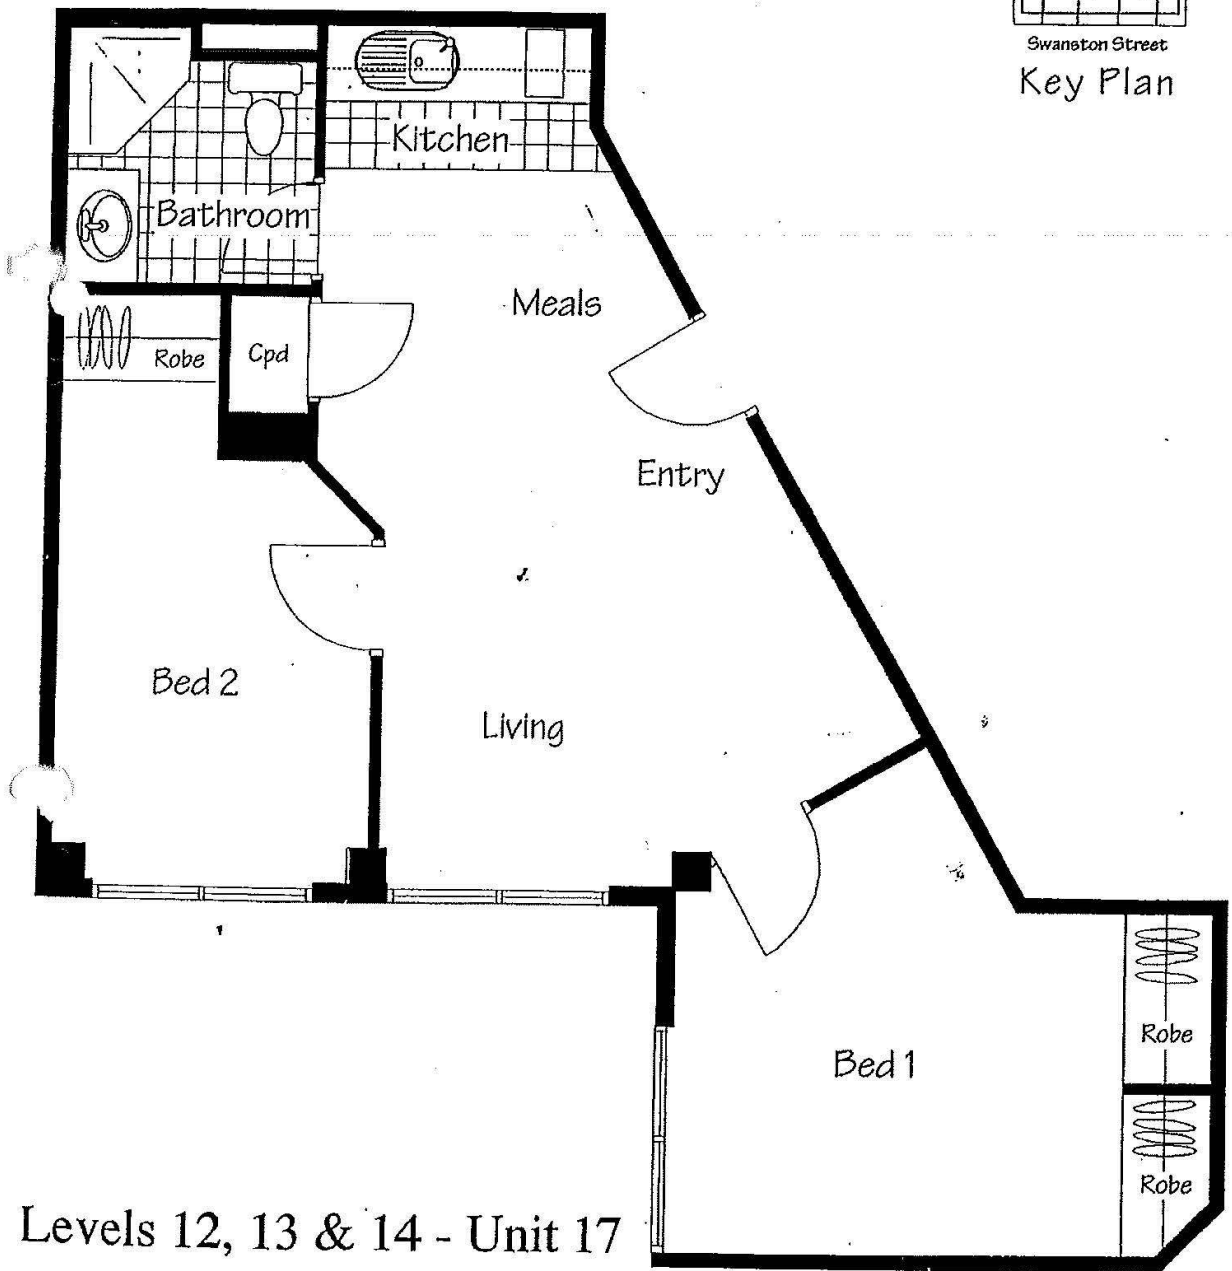 Swanston Street
Key Plan
Kitchen
Bathroom
Meals
Robe
Cpd
Entry
Bed 2
Living
Robe
Bed 1
Robe
Levels 12, 13 & 14 - Unit 17